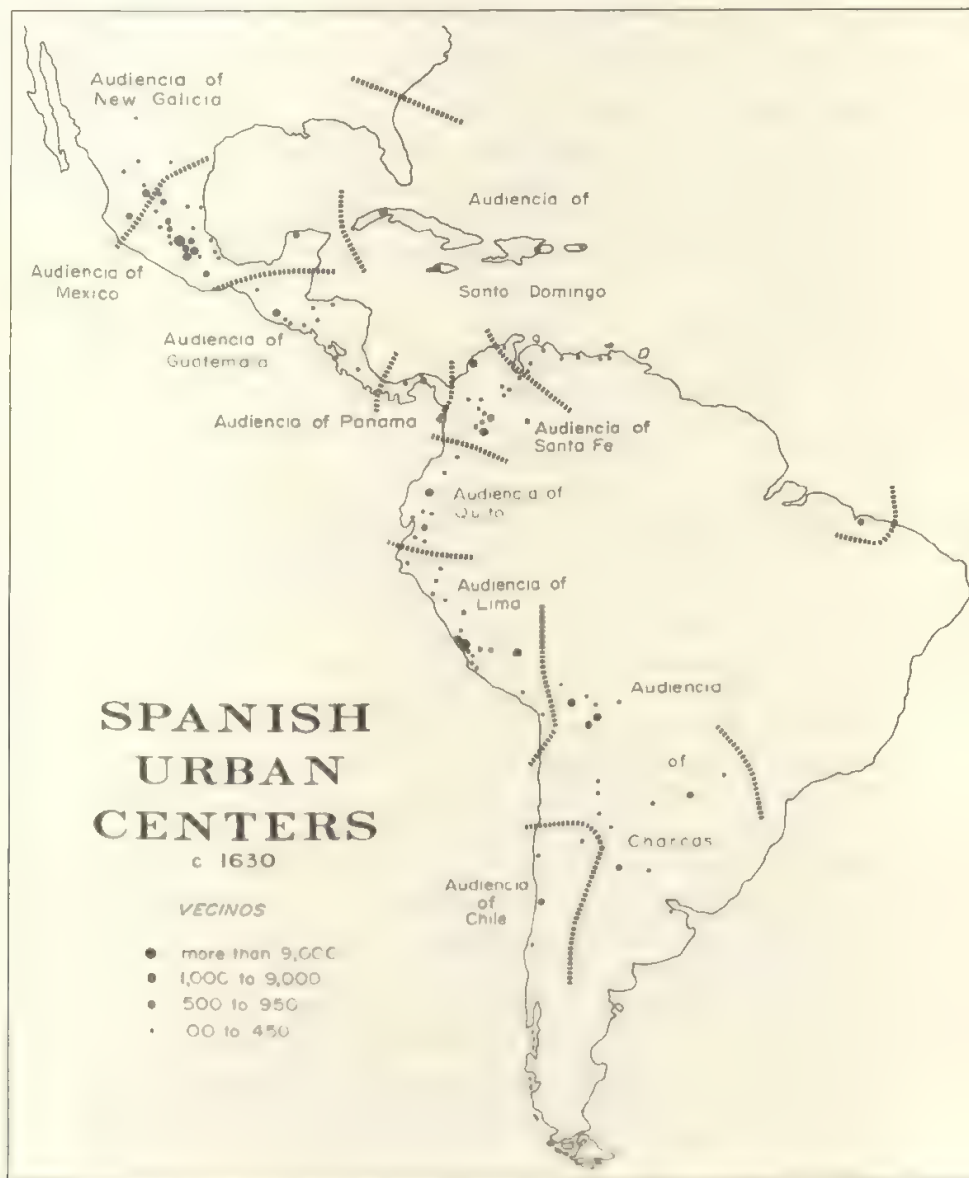 Audiencia of
New Galicia
Audiencia of
Santo Domingo
Audiencia of
Mexico
Audiencia of
Guatemala
Audiencia of Panama
Audiencia of
Santa Fe
Audiencia of
Quito
Audiencia of
Lima
Audiencia
of
Charcas
Audiencia
of
Chile
SPANISH
URBAN
CENTERS
c 1630
VECINOS
more than 9,000
1,000 to 9,000
500 to 950
00 to 450